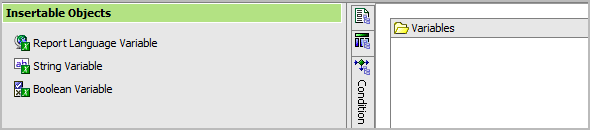 Insertable Objects
Report Language Variable
String Variable
Boolean Variable
Condition
Variables